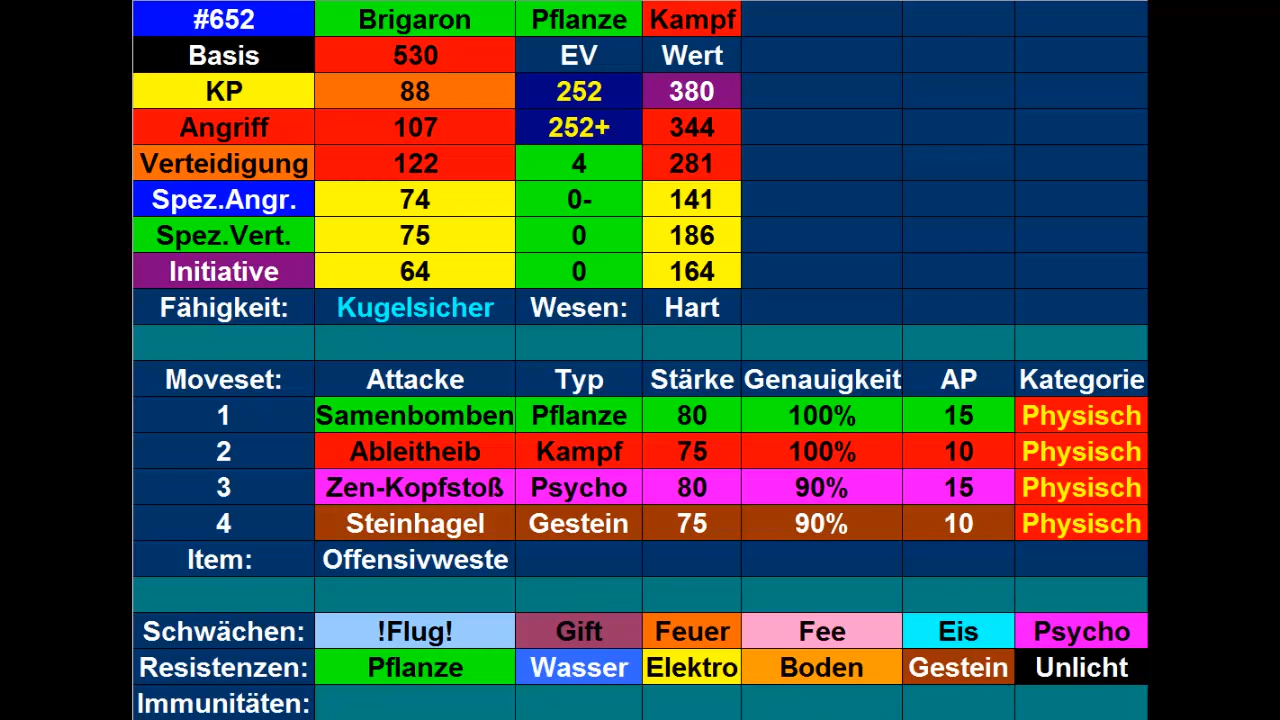 #652 Brigaron Pflanze Kampf
Basis 530 EV Wert
KP 88 252 380
Angriff 107 252+ 344
Verteidigung 122 4 281
Spez.Angr. 74 0- 141
Spez.Vert. 75 0 186
Initiative 64 0 164
Fähigkeit: Kugelsicher Wesen: Hart
Moveset: Attacke Typ Stärke Genauigkeit AP Kategorie
1 Samenbomben Pflanze 80 100% 15 Physisch
2 Ableitheib Kampf 75 100% 10 Physisch
3 Zen-Kopfstoß Psycho 80 90% 15 Physisch
4 Steinhagel Gestein 75 90% 10 Physisch
Item: Offensivweste
Schwächen: !Flug! Gift Feuer Fee Eis Psycho
Resistenzen: Pflanze Wasser Elektro Boden Gestein Unlicht
Immunitäten: